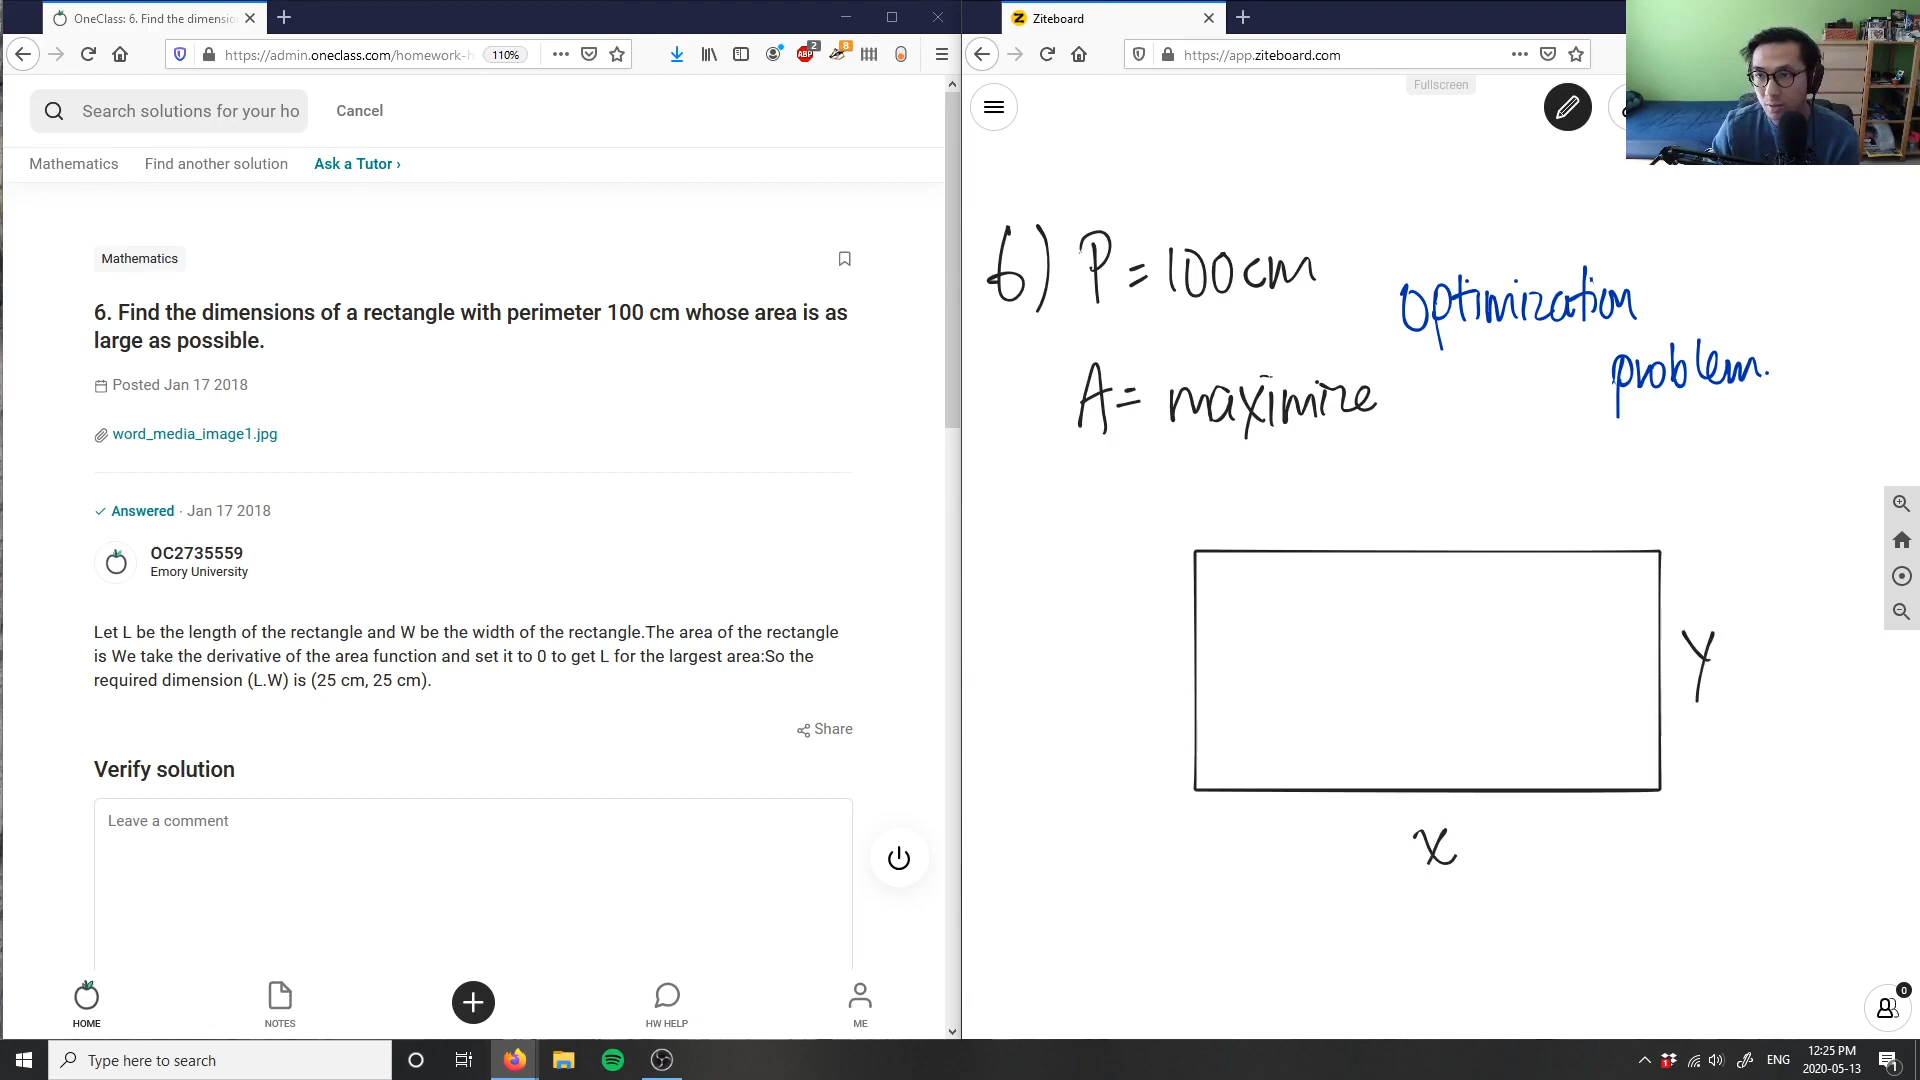 OneClass: 6. Find the dimensio
Ziteboard
https://admin.oneclass.com/homework-h
110%
2
8
https://app.ziteboard.com
Fullscreen
Search solutions for your ho
Cancel
Mathematics
Find another solution
Ask a Tutor ›
Mathematics
6. Find the dimensions of a rectangle with perimeter 100 cm whose area is as
large as possible.
Posted Jan 17 2018
word_media_image1.jpg
Answered · Jan 17 2018
OC2735559
Emory University
Let L be the length of the rectangle and W be the width of the rectangle.The area of the rectangle
is We take the derivative of the area function and set it to 0 to get L for the largest area:So the
required dimension (L.W) is (25 cm, 25 cm).
Share
Verify solution
Leave a comment
HOME
NOTES
HW HELP
ME
6) P = 100cm
optimization
problem.
A = maximize
y
x
0
Type here to search
ENG
12:25 PM
2020-05-13
1